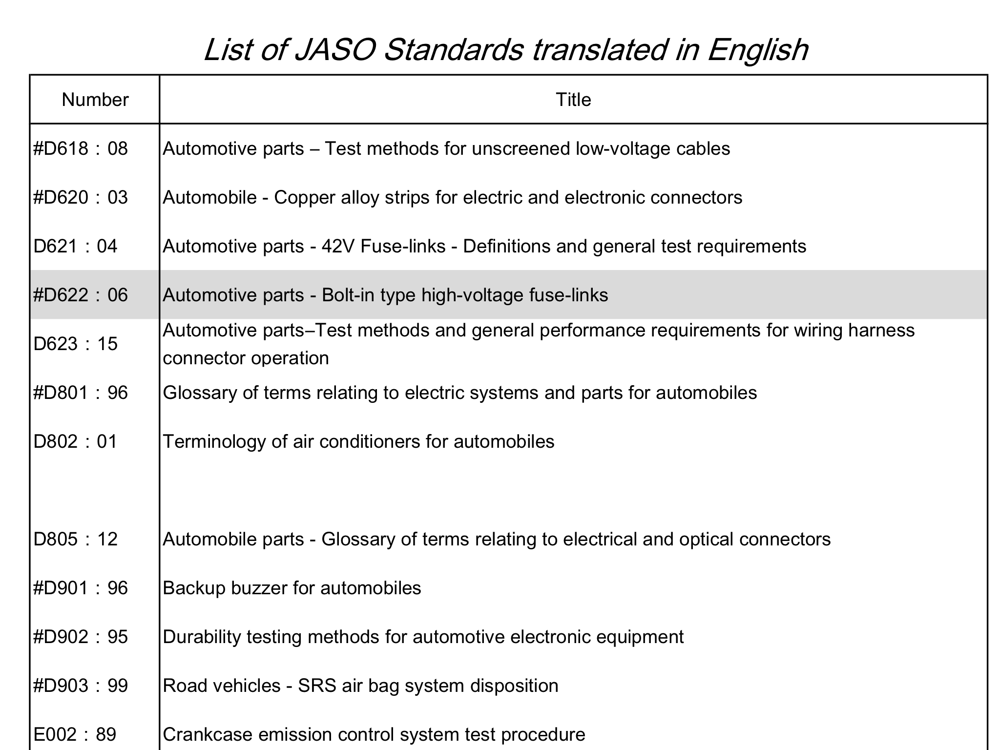 List of JASO Standards translated in English
Number Title
#D618 : 08 Automotive parts – Test methods for unscreened low-voltage cables
#D620 : 03 Automobile - Copper alloy strips for electric and electronic connectors
D621 : 04 Automotive parts - 42V Fuse-links - Definitions and general test requirements
#D622 : 06 Automotive parts - Bolt-in type high-voltage fuse-links
D623 : 15 Automotive parts–Test methods and general performance requirements for wiring harness
connector operation
#D801 : 96 Glossary of terms relating to electric systems and parts for automobiles
D802 : 01 Terminology of air conditioners for automobiles
D805 : 12 Automobile parts - Glossary of terms relating to electrical and optical connectors
#D901 : 96 Backup buzzer for automobiles
#D902 : 95 Durability testing methods for automotive electronic equipment
#D903 : 99 Road vehicles - SRS air bag system disposition
E002 : 89 Crankcase emission control system test procedure